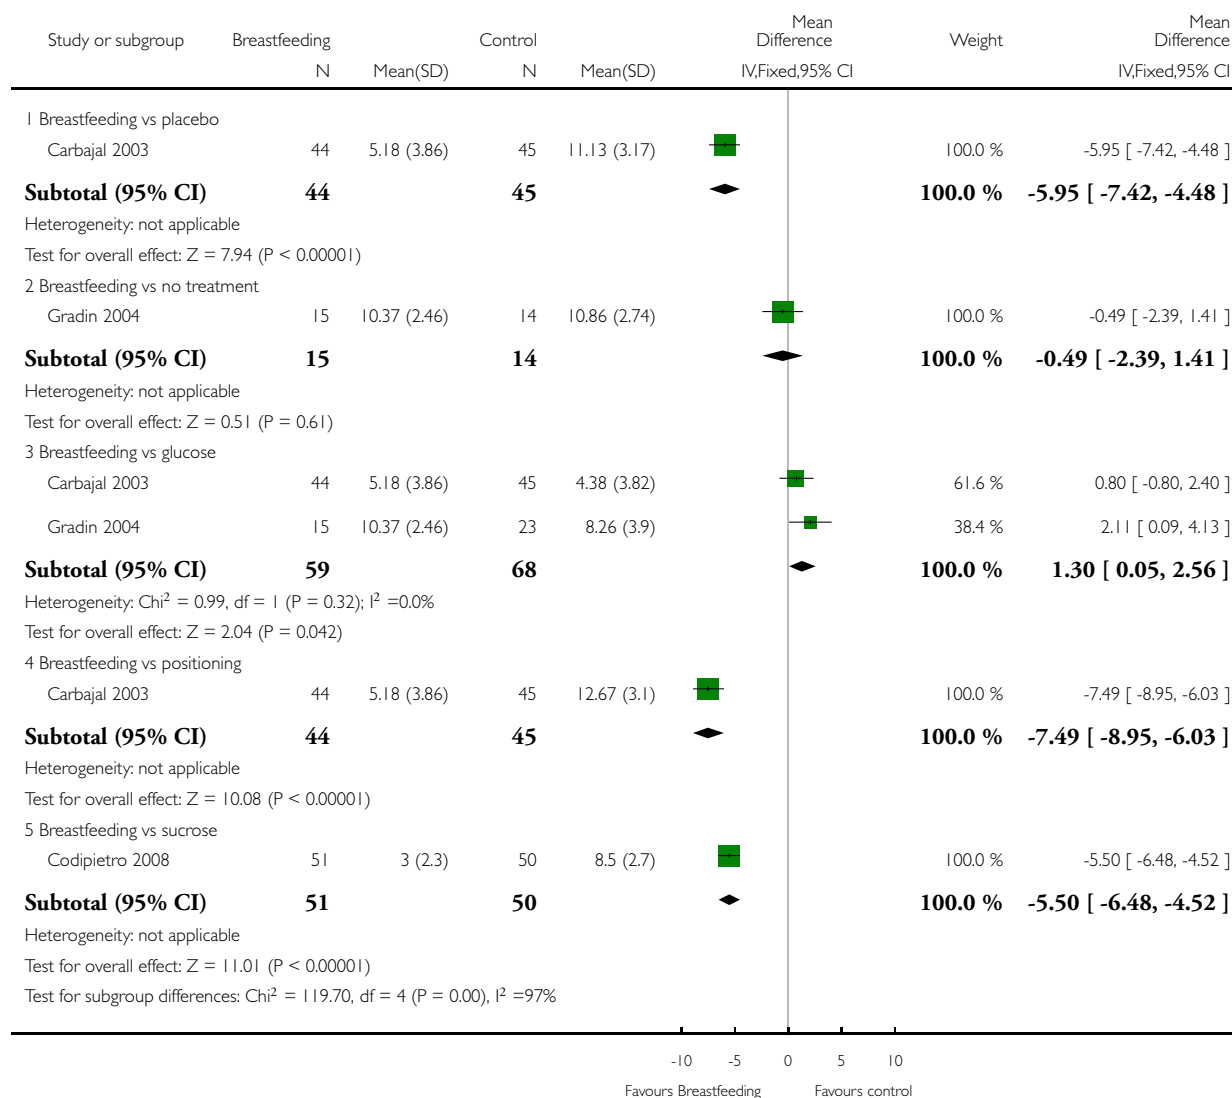 Study or subgroup Breastfeeding Control Mean Difference Weight Mean Difference
N Mean(SD) N Mean(SD) IV,Fixed,95% CI IV,Fixed,95% CI
1 Breastfeeding vs placebo
Carbajal 2003 44 5.18 (3.86) 45 11.13 (3.17) 100.0 % -5.95 [ -7.42, -4.48 ]
Subtotal (95% CI) 44 45 100.0 % -5.95 [ -7.42, -4.48 ]
Heterogeneity: not applicable
Test for overall effect: Z = 7.94 (P < 0.00001)
2 Breastfeeding vs no treatment
Gradin 2004 15 10.37 (2.46) 14 10.86 (2.74) 100.0 % -0.49 [ -2.39, 1.41 ]
Subtotal (95% CI) 15 14 100.0 % -0.49 [ -2.39, 1.41 ]
Heterogeneity: not applicable
Test for overall effect: Z = 0.51 (P = 0.61)
3 Breastfeeding vs glucose
Carbajal 2003 44 5.18 (3.86) 45 4.38 (3.82) 61.6 % 0.80 [ -0.80, 2.40 ]
Gradin 2004 15 10.37 (2.46) 23 8.26 (3.9) 38.4 % 2.11 [ 0.09, 4.13 ]
Subtotal (95% CI) 59 68 100.0 % 1.30 [ 0.05, 2.56 ]
Heterogeneity: Chi² = 0.99, df = 1 (P = 0.32); I² =0.0%
Test for overall effect: Z = 2.04 (P = 0.042)
4 Breastfeeding vs positioning
Carbajal 2003 44 5.18 (3.86) 45 12.67 (3.1) 100.0 % -7.49 [ -8.95, -6.03 ]
Subtotal (95% CI) 44 45 100.0 % -7.49 [ -8.95, -6.03 ]
Heterogeneity: not applicable
Test for overall effect: Z = 10.08 (P < 0.00001)
5 Breastfeeding vs sucrose
Codipietro 2008 51 3 (2.3) 50 8.5 (2.7) 100.0 % -5.50 [ -6.48, -4.52 ]
Subtotal (95% CI) 51 50 100.0 % -5.50 [ -6.48, -4.52 ]
Heterogeneity: not applicable
Test for overall effect: Z = 11.01 (P < 0.00001)
Test for subgroup differences: Chi² = 119.70, df = 4 (P = 0.00), I² =97%
-10 -5 0 5 10
Favours Breastfeeding Favours control